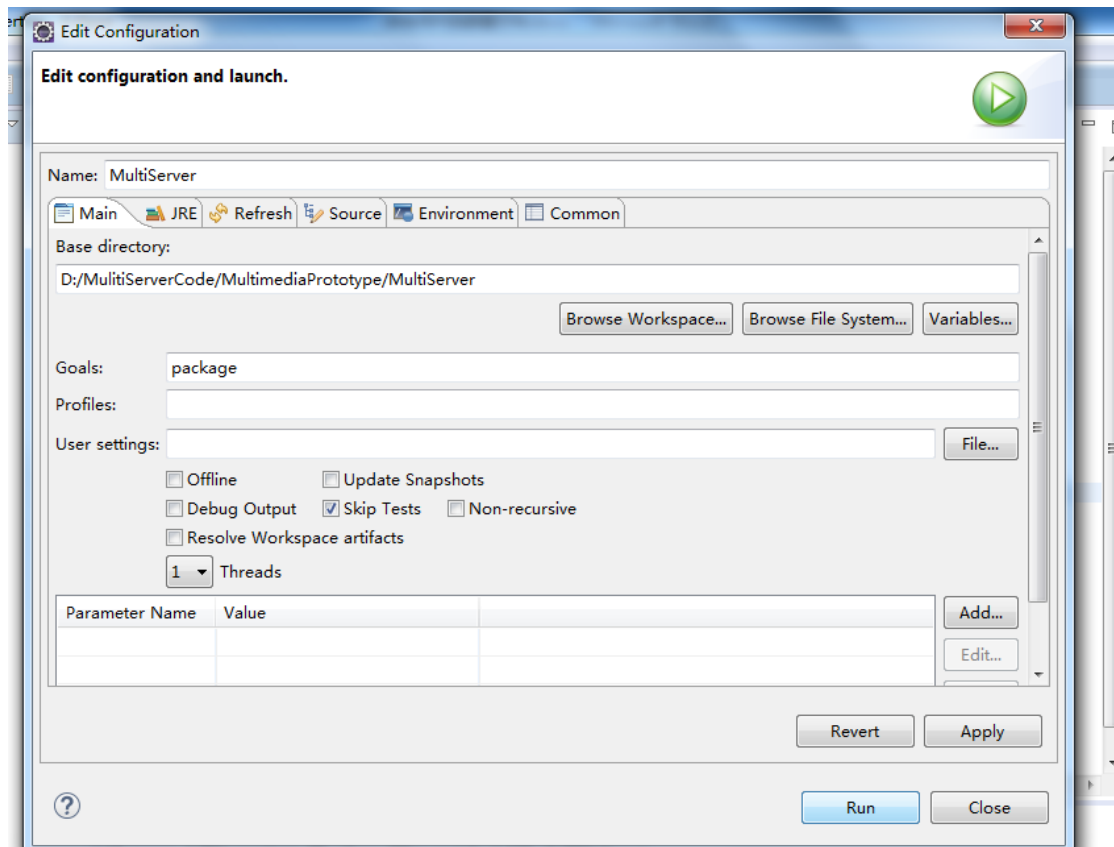 Edit Configuration
Edit configuration and launch.
Name: MultiServer
Main JRE Refresh Source Environment Common
Base directory:
D:/MulitiServerCode/MultimediaPrototype/MultiServer
Browse Workspace... Browse File System... Variables...
Goals: package
Profiles:
User settings: File...
Offline Update Snapshots
Debug Output Skip Tests Non-recursive
Resolve Workspace artifacts
1 Threads
Parameter Name Value Add...
Edit...
Revert Apply
Run Close